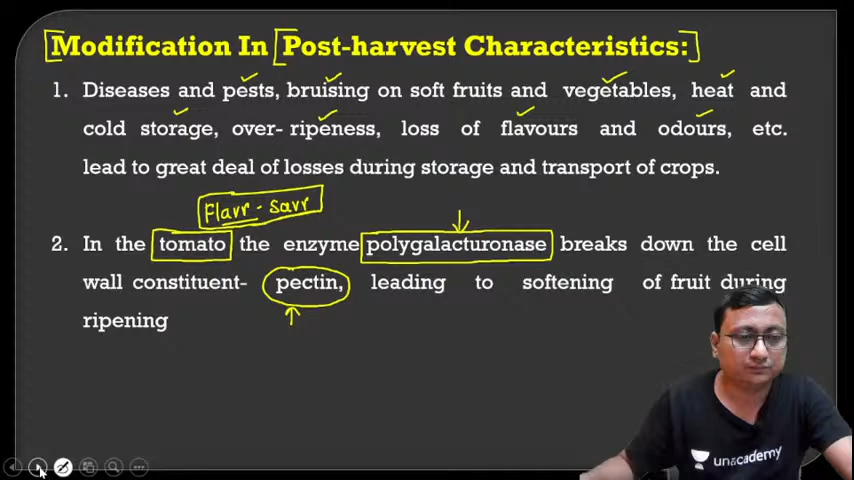 Modification In Post-harvest Characteristics:
1. Diseases and pests, bruising on soft fruits and vegetables, heat and
cold storage, over- ripeness, loss of flavours and odours, etc.
lead to great deal of losses during storage and transport of crops.
Flavr-savr
2. In the tomato the enzyme polygalacturonase breaks down the cell
wall constituent- pectin, leading to softening of fruit during
ripening
unacademy